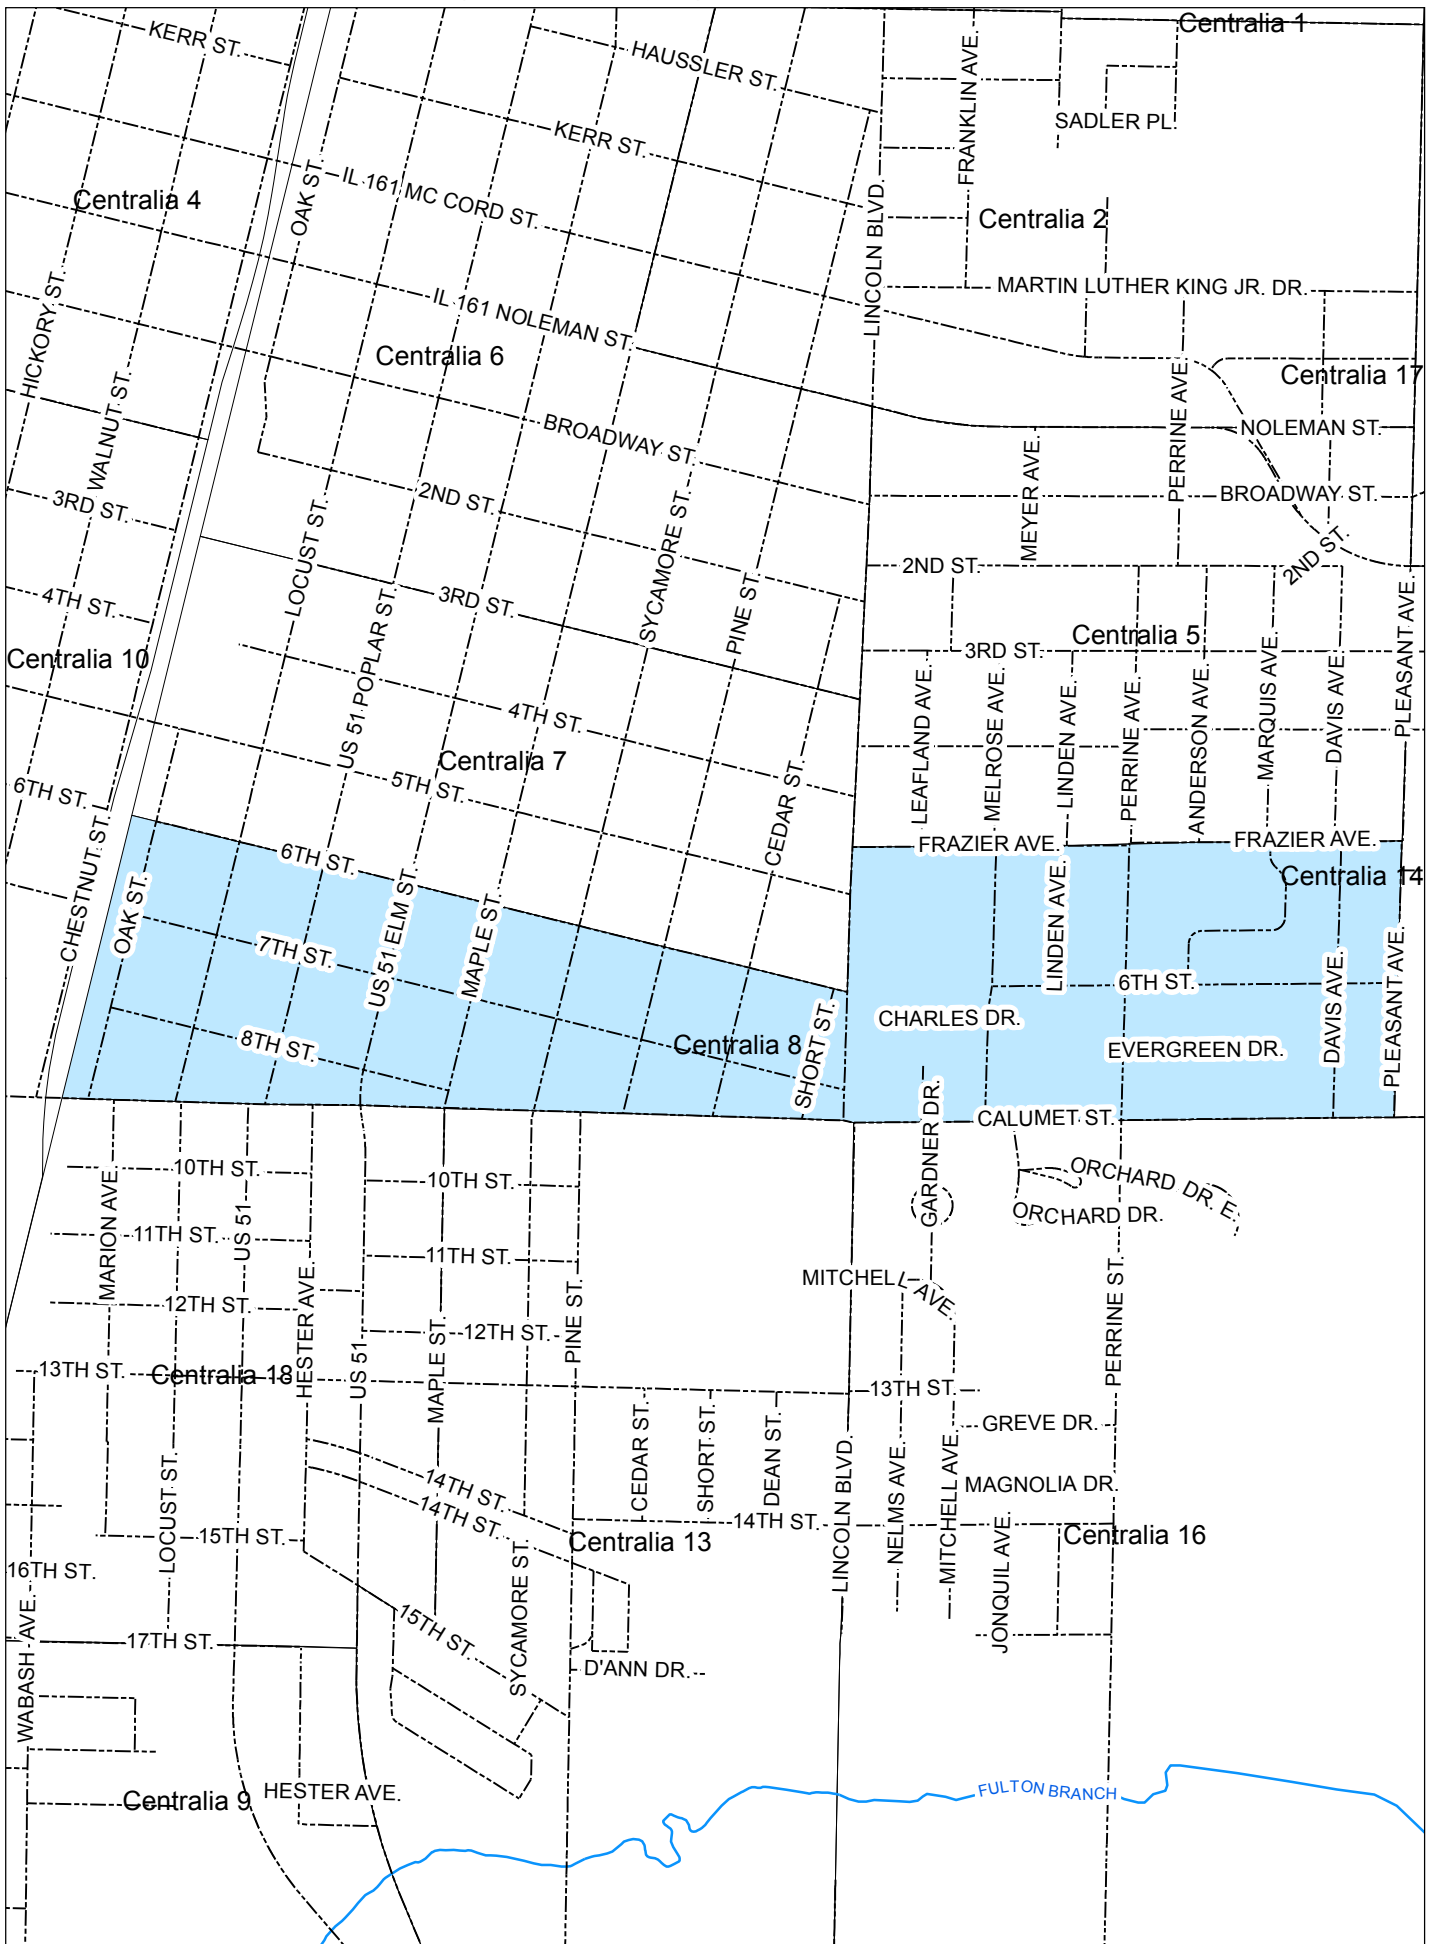 Centralia 1
KERR ST.
HAUSSLER ST.
FRANKLIN AVE.
SADLER PL.
KERR ST.
OAK ST.
IL 161 MC CORD ST.
Centralia 4
Centralia 2
LINCOLN BLVD.
MARTIN LUTHER KING JR. DR.
HICKORY ST.
IL 161 NOLEMAN ST.
Centralia 6
Centralia 17
WALNUT ST.
PERRINE AVE.
NOLEMAN ST.
BROADWAY ST.
MEYER AVE.
BROADWAY ST.
3RD ST.
2ND ST.
LOCUST ST.
SYCAMORE ST.
2ND ST.
2ND ST.
4TH ST.
3RD ST.
PINE ST.
Centralia 5
3RD ST.
PLEASANT AVE.
Centralia 10
US 51 POPLAR ST.
4TH ST.
LEAFLAND AVE.
MELROSE AVE.
LINDEN AVE.
PERRINE AVE.
ANDERSON AVE.
MARQUIS AVE.
DAVIS AVE.
Centralia 7
5TH ST.
6TH ST.
CEDAR ST.
FRAZIER AVE.
FRAZIER AVE.
CHESTNUT ST.
6TH ST.
Centralia 14
OAK ST.
7TH ST.
US 51 ELM ST.
MAPLE ST.
LINDEN AVE.
6TH ST.
DAVIS AVE.
PLEASANT AVE.
CHARLES DR.
8TH ST.
Centralia 8
SHORT ST.
EVERGREEN DR.
GARDNER DR.
CALUMET ST.
10TH ST.
10TH ST.
ORCHARD DR. E.
ORCHARD DR.
MARION AVE.
11TH ST.
US 51
11TH ST.
MITCHELL AVE.
12TH ST.
HESTER AVE.
12TH ST.
PINE ST.
PERRINE ST.
13TH ST.
Centralia 18
US 51
MAPLE ST.
13TH ST.
GREVE DR.
CEDAR ST.
SHORT ST.
DEAN ST.
LINCOLN BLVD.
NELMS AVE.
MITCHELL AVE.
MAGNOLIA DR.
LOCUST ST.
14TH ST.
14TH ST.
14TH ST.
15TH ST.
Centralia 13
Centralia 16
JONQUIL AVE.
16TH ST.
SYCAMORE ST.
15TH ST.
WABASH AVE.
17TH ST.
D'ANN DR.
Centralia 9
HESTER AVE.
FULTON BRANCH